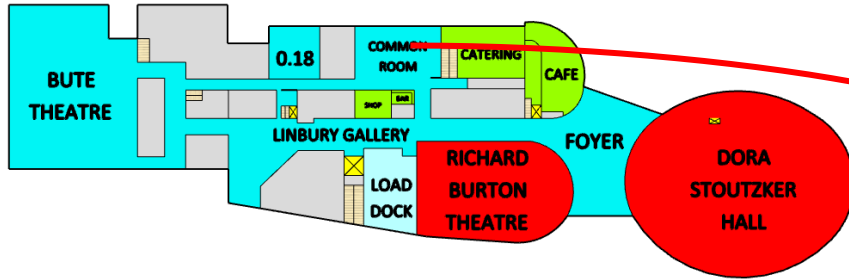 BUTE
THEATRE
0.18
COMMON
ROOM
CATERING
CAFE
SHOP
BAR
LINBURY GALLERY
FOYER
LOAD
DOCK
RICHARD
BURTON
THEATRE
DORA
STOUTZKER
HALL